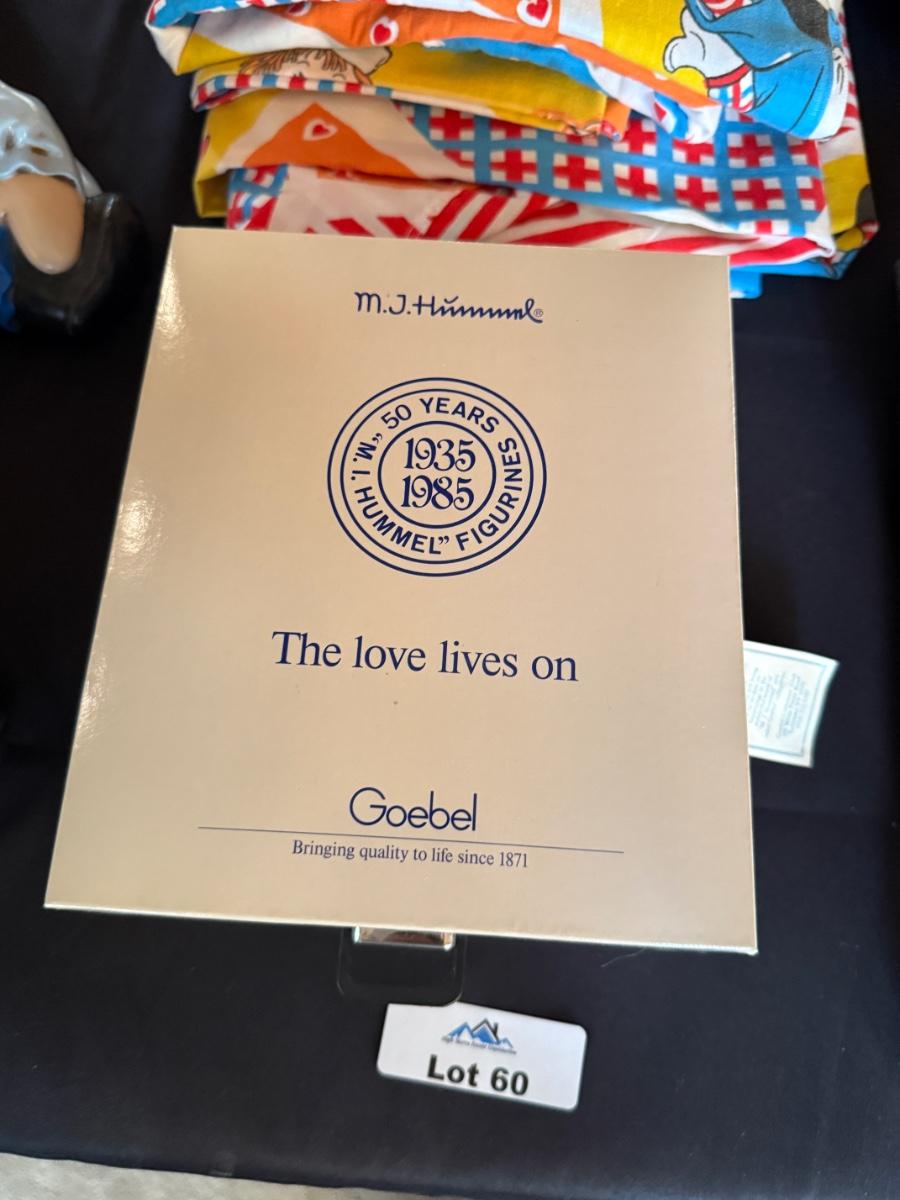 M.J.Hümmel®
50 YEARS
"M. I. HUMMEL" FIGURINES
1935
1985
The love lives on
Goebel
Bringing quality to life since 1871
Lot 60